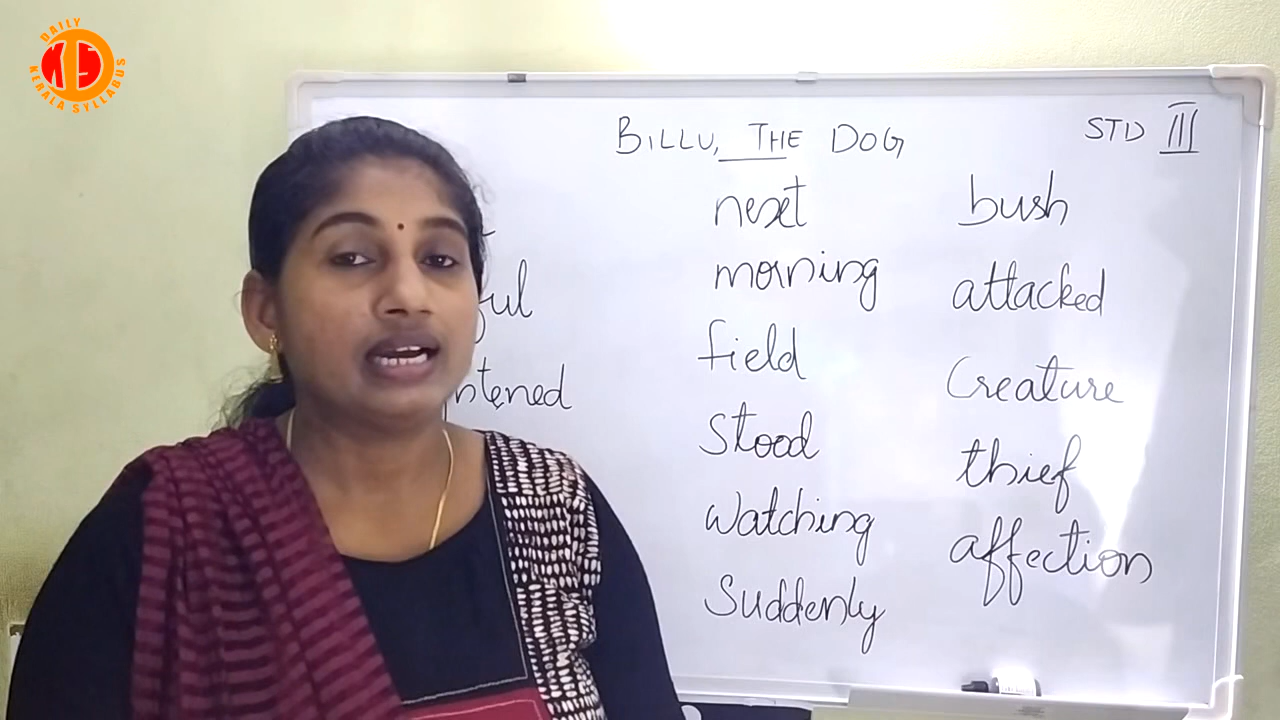 DAILY
KTS
KERALA SYLLABUS
BILLU, THE DOG
STD III
next
morning
field
stood
watching
suddenly
bush
attacked
creature
thief
affection